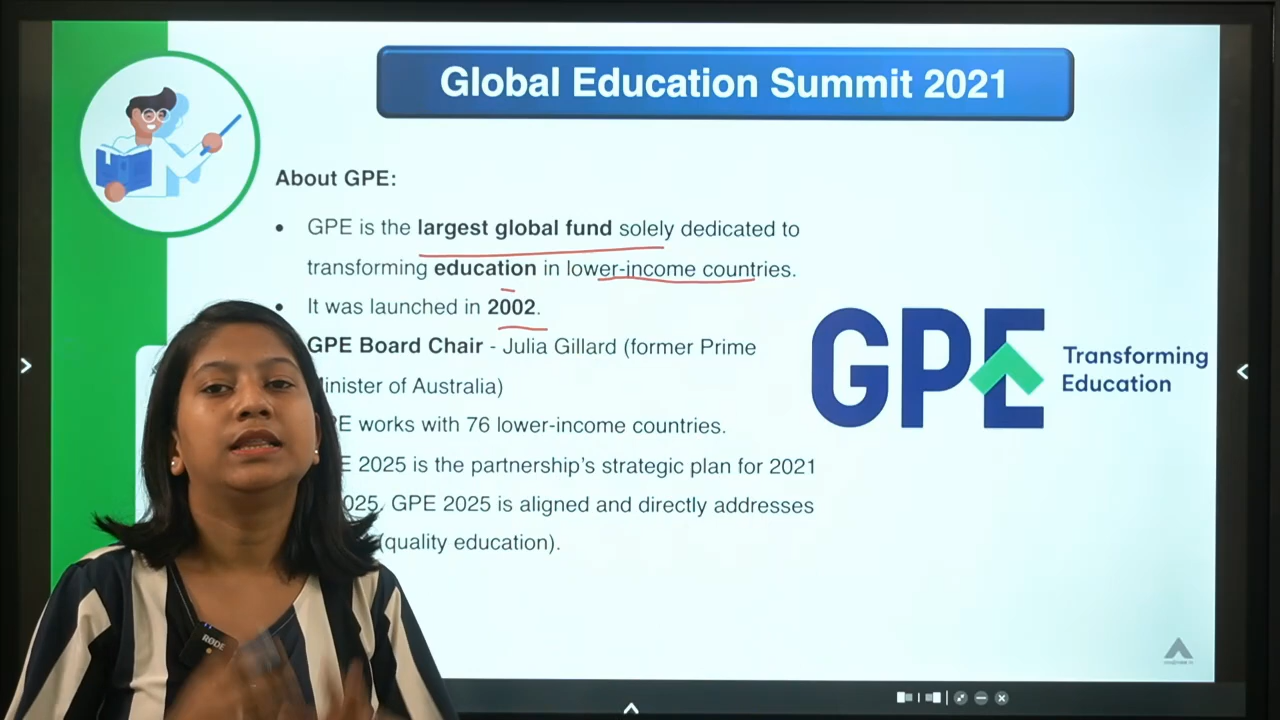 Global Education Summit 2021
About GPE:
• GPE is the largest global fund solely dedicated to
transforming education in lower-income countries.
• It was launched in 2002.
GPE Board Chair - Julia Gillard (former Prime
Minister of Australia)
works with 76 lower-income countries.
2025 is the partnership's strategic plan for 2021
GPE 2025 is aligned and directly addresses
(quality education).
GPE
Transforming
Education
RØDE